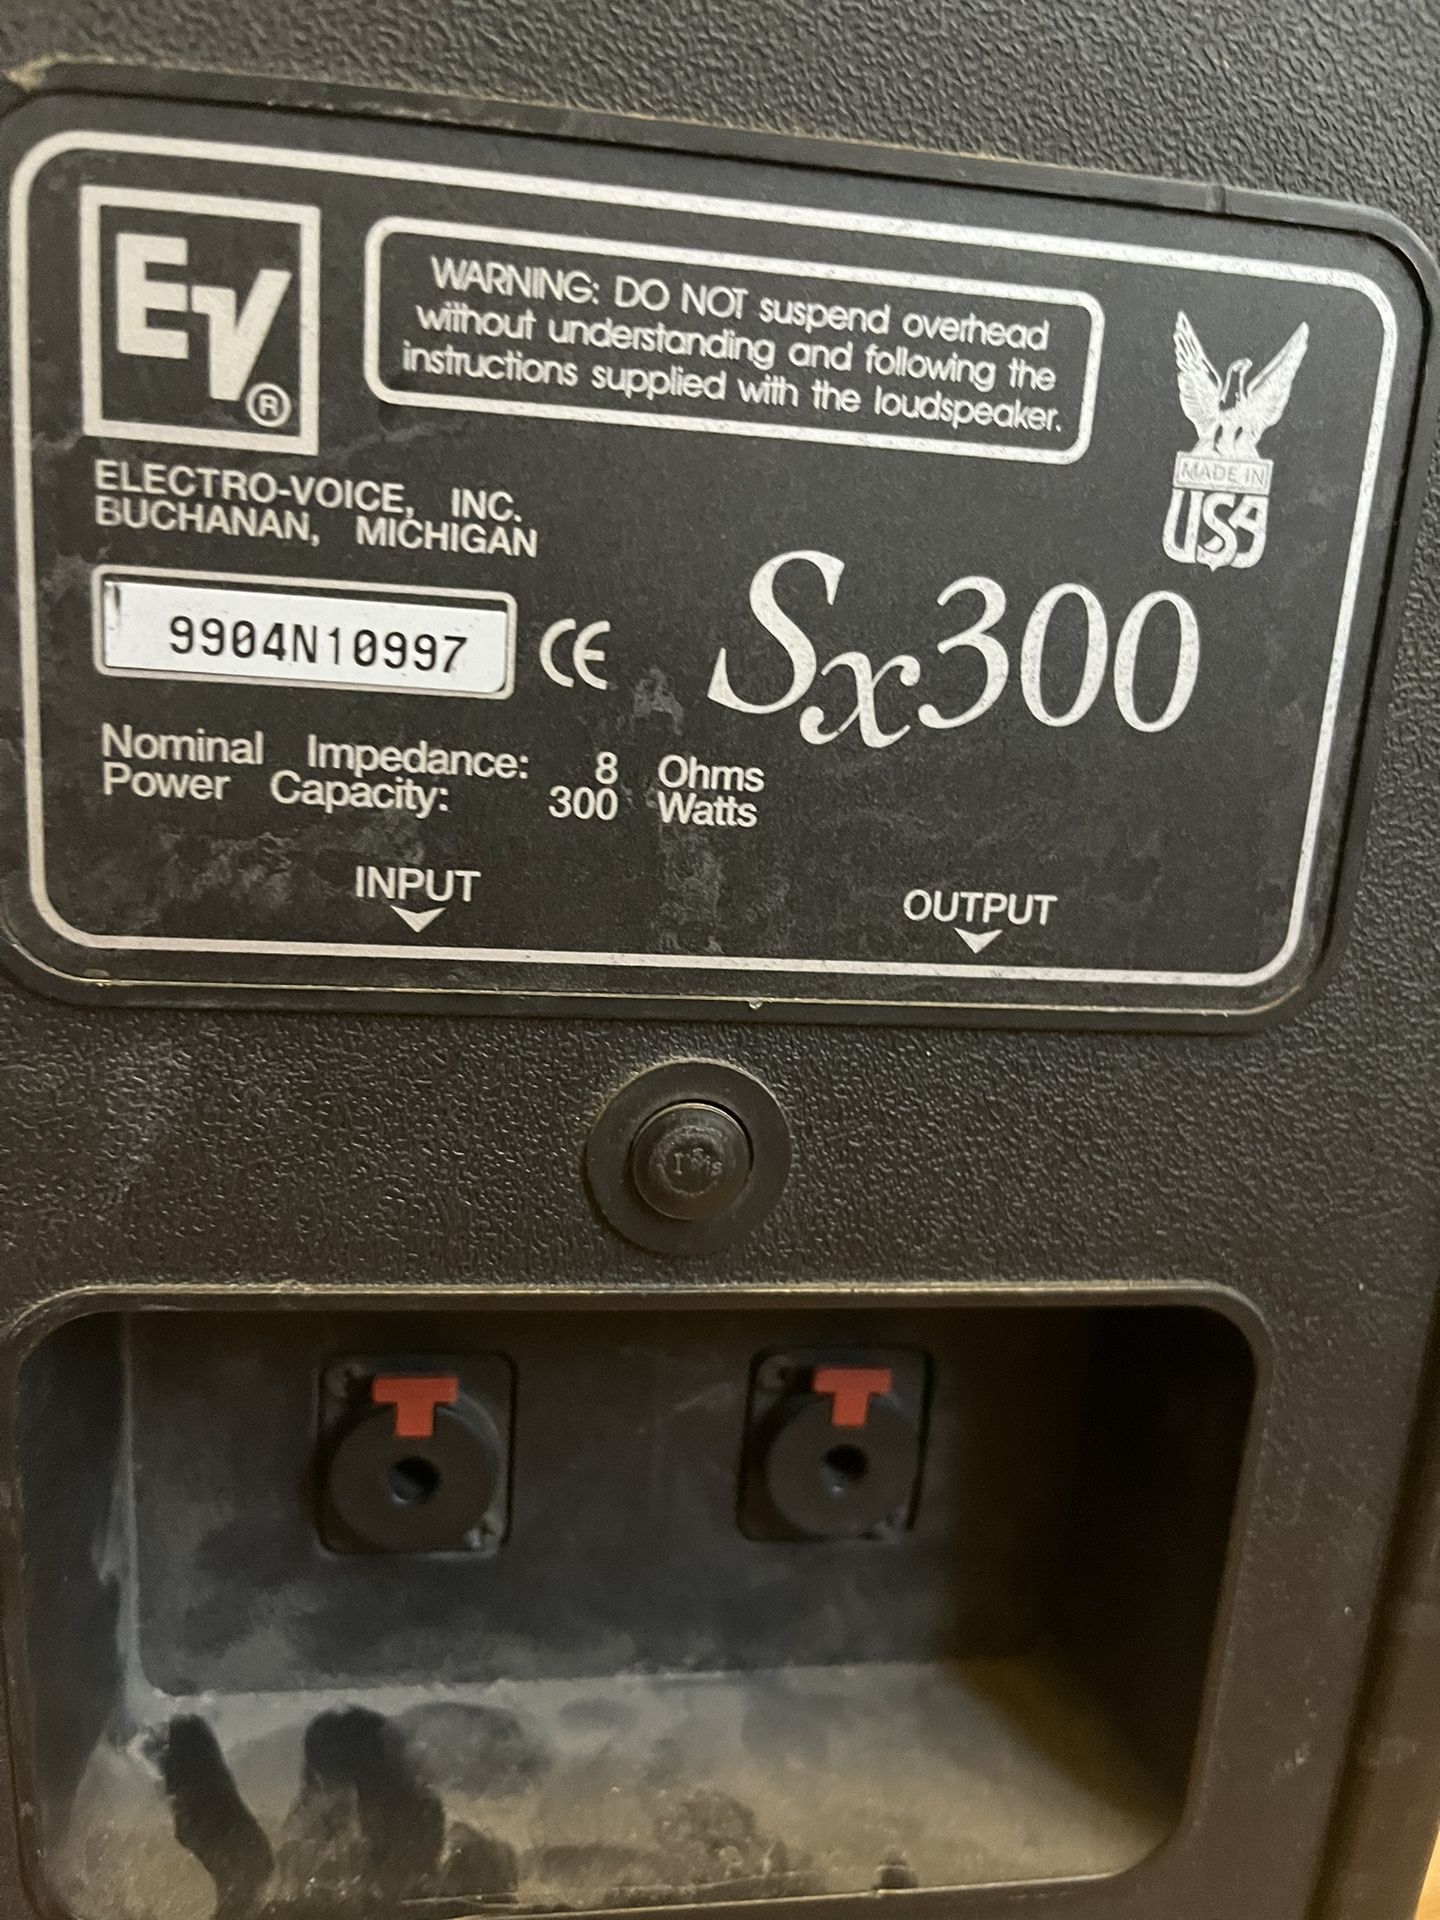 EV®
WARNING: DO NOT suspend overhead
without understanding and following the
instructions supplied with the loudspeaker.
MADE IN
USA
ELECTRO-VOICE, INC.
BUCHANAN, MICHIGAN
9904N10997
CE
Sx300
Nominal Impedance: 8 Ohms
Power Capacity: 300 Watts
INPUT
OUTPUT